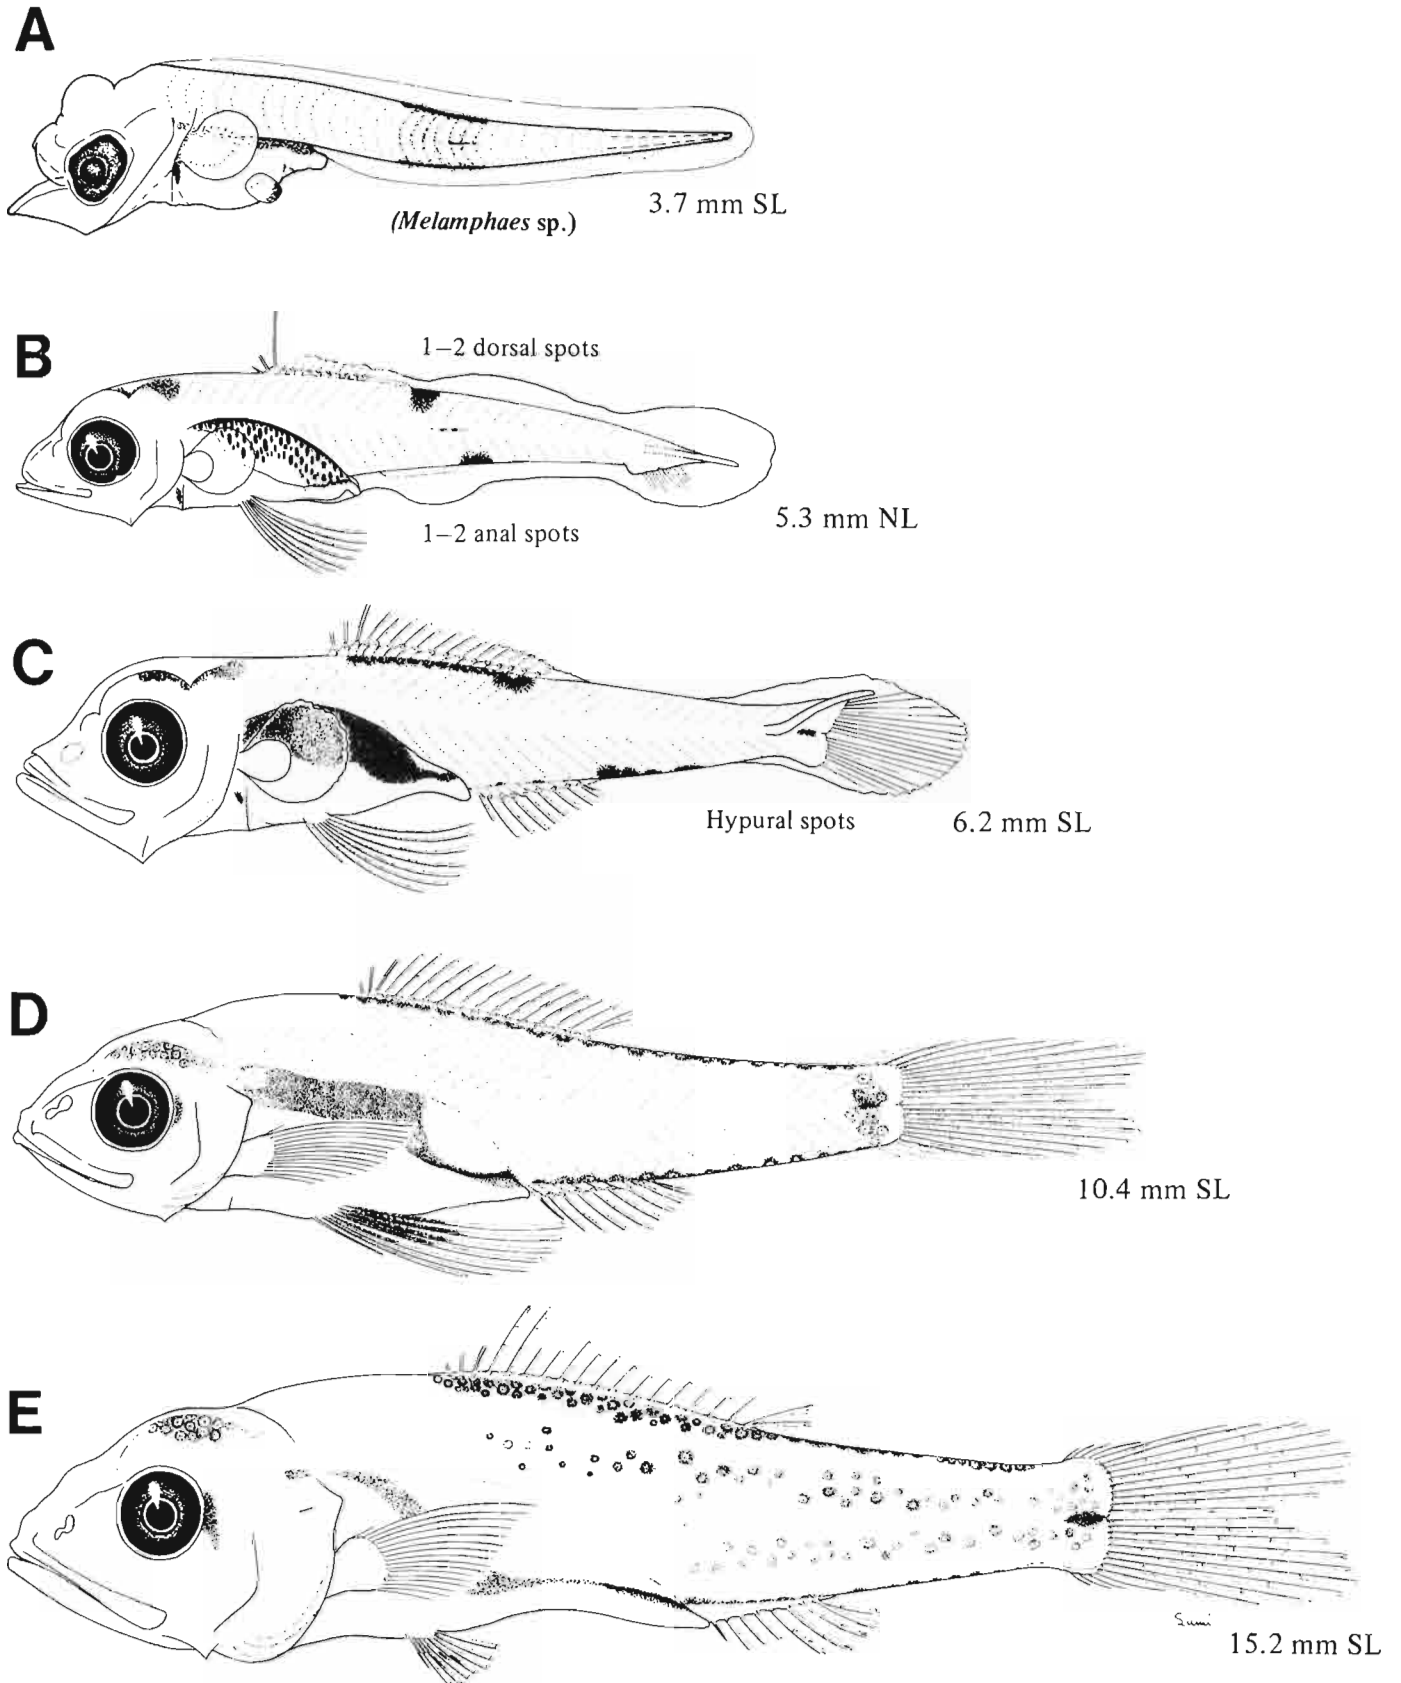 A
3.7 mm SL
(Melamphaes sp.)
B
1–2 dorsal spots
5.3 mm NL
1–2 anal spots
C
Hypural spots
6.2 mm SL
D
10.4 mm SL
E
Sumi
15.2 mm SL